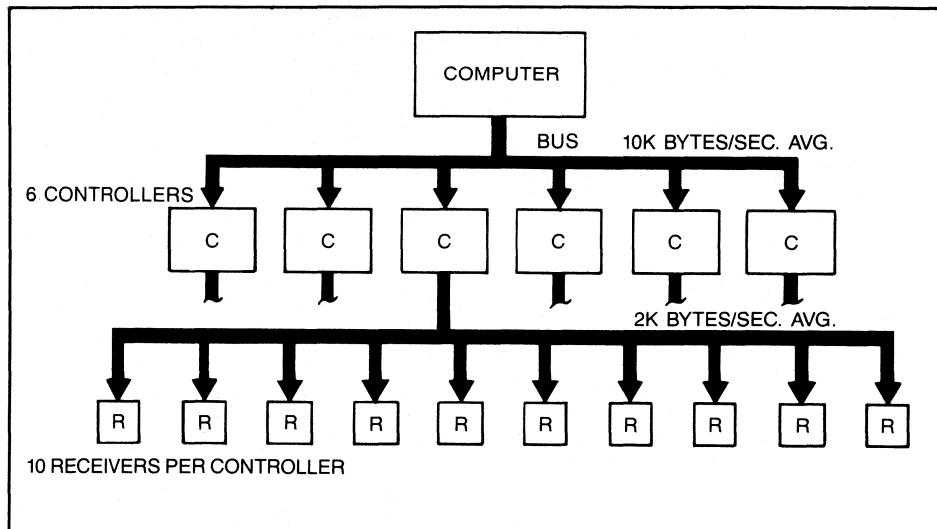 COMPUTER
BUS 10K BYTES/SEC. AVG.
6 CONTROLLERS
C C C C C C
2K BYTES/SEC. AVG.
R R R R R R R R R R
10 RECEIVERS PER CONTROLLER